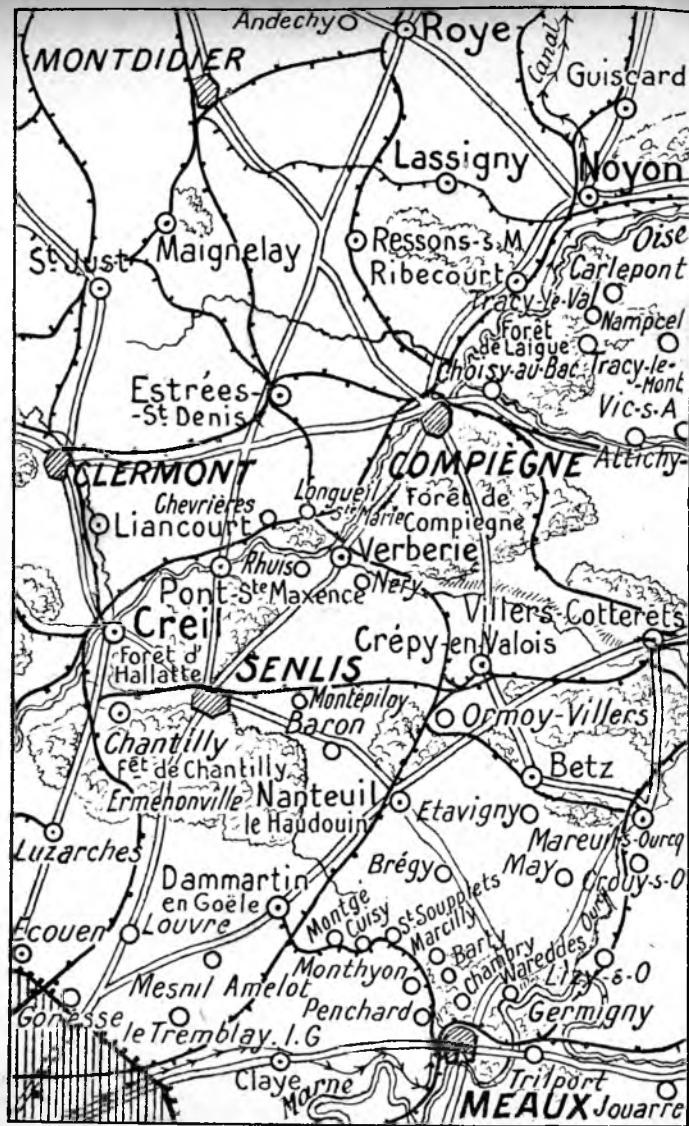 Andechy
Roye
MONTDIDIER
Canal
Guiscard
Lassigny
Noyon
Maignelay
Ressons-s.M.
Oise
St Just
Ribecourt
Carlepont
Tracy-le-Val
Nampcel
Forêt
de Laigue
Choisy-au-Bac
Tracy-le-
-Mont
Estrées-
-St Denis
Vic-s.A
CLERMONT
COMPIÈGNE
Attichy-
Chevrières
Longueil
Ste Marie
Forêt de
Compiègne
Liancourt
Verberie
Rhuis
Pont-Ste Maxence
Néry
Villers-Cotterets
Creil
Crépy-en-Valois
Forêt d'
Hallatte
SENLIS
Montépiloy
Ormoy-Villers
Baron
Chantilly
Fêt de Chantilly
Betz
Ermenonville
Nanteuil
le Haudouin
Etavigny
Mareuil-s-Ourcq
Luzarches
Brégy
May
Crouy-s-O
Dammartin
en Goële
Ourcq
Montgé
Cuisy
St Soupplets
Marcilly
Ecouen
Louvre
Barcy
Chambry
Wareddes
Lizy-s-O
Mesnil Amelot
Monthyon
Germigny
Gonesse
le Tremblay.I.G
Penchard
Claye
Marne
Trilport
MEAUX
Jouarre